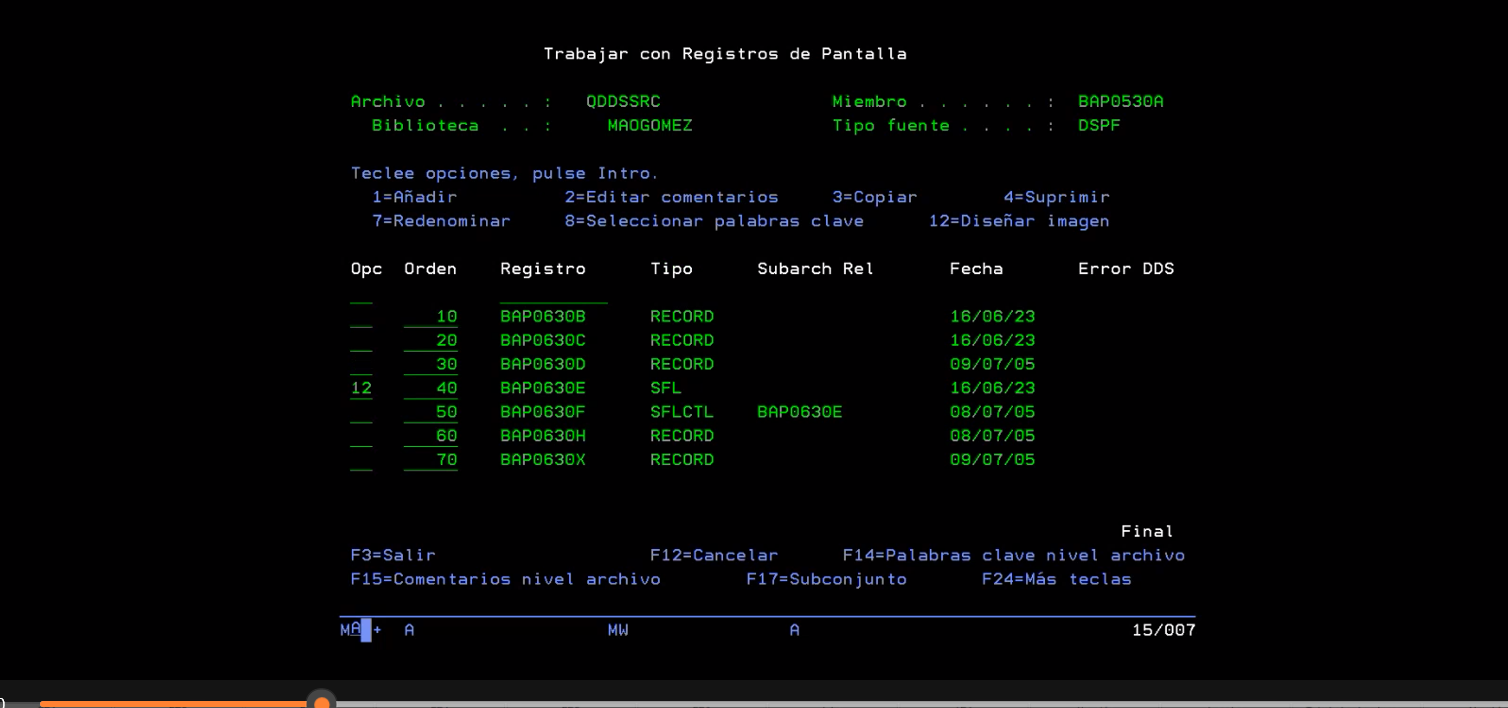 Trabajar con Registros de Pantalla
Archivo . . . . . :   QDDSSRC                Miembro . . . . . . :  BAP0530A
Biblioteca  . . :     MAOGOMEZ             Tipo fuente . . . . :  DSPF
Teclee opciones, pulse Intro.
1=Añadir          2=Editar comentarios     3=Copiar        4=Suprimir
7=Redenominar     8=Seleccionar palabras clave      12=Diseñar imagen
Opc  Orden    Registro      Tipo      Subarch Rel       Fecha       Error DDS
10    BAP0630B      RECORD                      16/06/23
20    BAP0630C      RECORD                      16/06/23
30    BAP0630D      RECORD                      09/07/05
12      40    BAP0630E      SFL                         16/06/23
50    BAP0630F      SFLCTL    BAP0630E          08/07/05
60    BAP0630H      RECORD                      08/07/05
70    BAP0630X      RECORD                      09/07/05
Final
F3=Salir                    F12=Cancelar      F14=Palabras clave nivel archivo
F15=Comentarios nivel archivo        F17=Subconjunto       F24=Más teclas
MA + A                  MW               A                               15/007